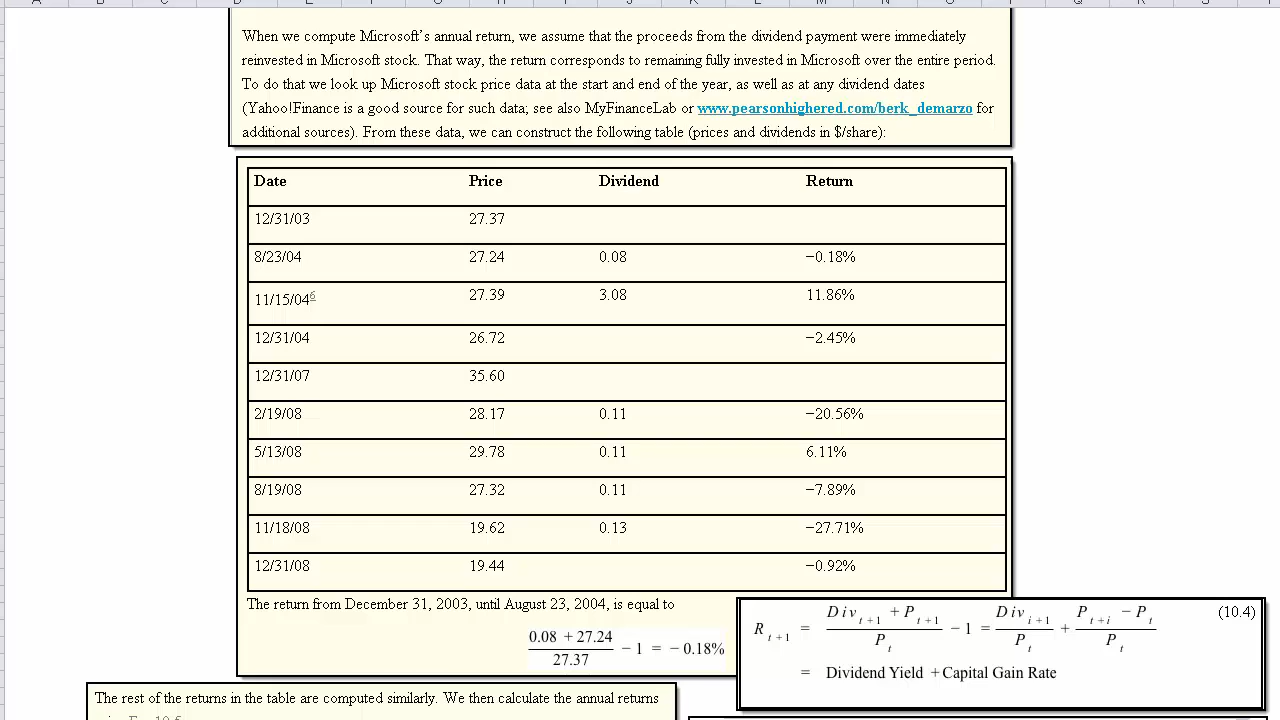 When we compute Microsoft's annual return, we assume that the proceeds from the dividend payment were immediately
reinvested in Microsoft stock. That way, the return corresponds to remaining fully invested in Microsoft over the entire period.
To do that we look up Microsoft stock price data at the start and end of the year, as well as at any dividend dates
(Yahoo!Finance is a good source for such data; see also MyFinanceLab or www.pearsonhighered.com/berk_demarzo for
additional sources). From these data, we can construct the following table (prices and dividends in $/share):
Date Price Dividend Return
12/31/03 27.37
8/23/04 27.24 0.08 −0.18%
11/15/04⁶ 27.39 3.08 11.86%
12/31/04 26.72 −2.45%
12/31/07 35.60
2/19/08 28.17 0.11 −20.56%
5/13/08 29.78 0.11 6.11%
8/19/08 27.32 0.11 −7.89%
11/18/08 19.62 0.13 −27.71%
12/31/08 19.44 −0.92%
The return from December 31, 2003, until August 23, 2004, is equal to
0.08 + 27.24
27.37
− 1 = − 0.18%
R t + 1 = Div t + 1 + P t + 1 / P t − 1 = Div i + 1 / P t + P t + i − P t / P t (10.4)
= Dividend Yield + Capital Gain Rate
The rest of the returns in the table are computed similarly. We then calculate the annual returns